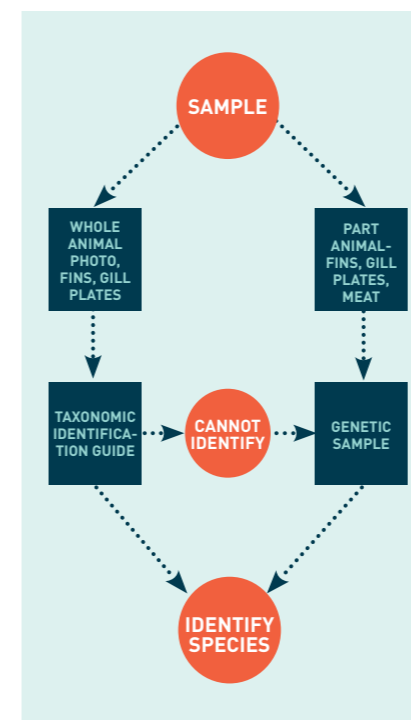 SAMPLE
WHOLE
ANIMAL
PHOTO,
FINS, GILL
PLATES
PART
ANIMAL-
FINS, GILL
PLATES,
MEAT
TAXONOMIC
IDENTIFICA-
TION GUIDE
CANNOT
IDENTIFY
GENETIC
SAMPLE
IDENTIFY
SPECIES